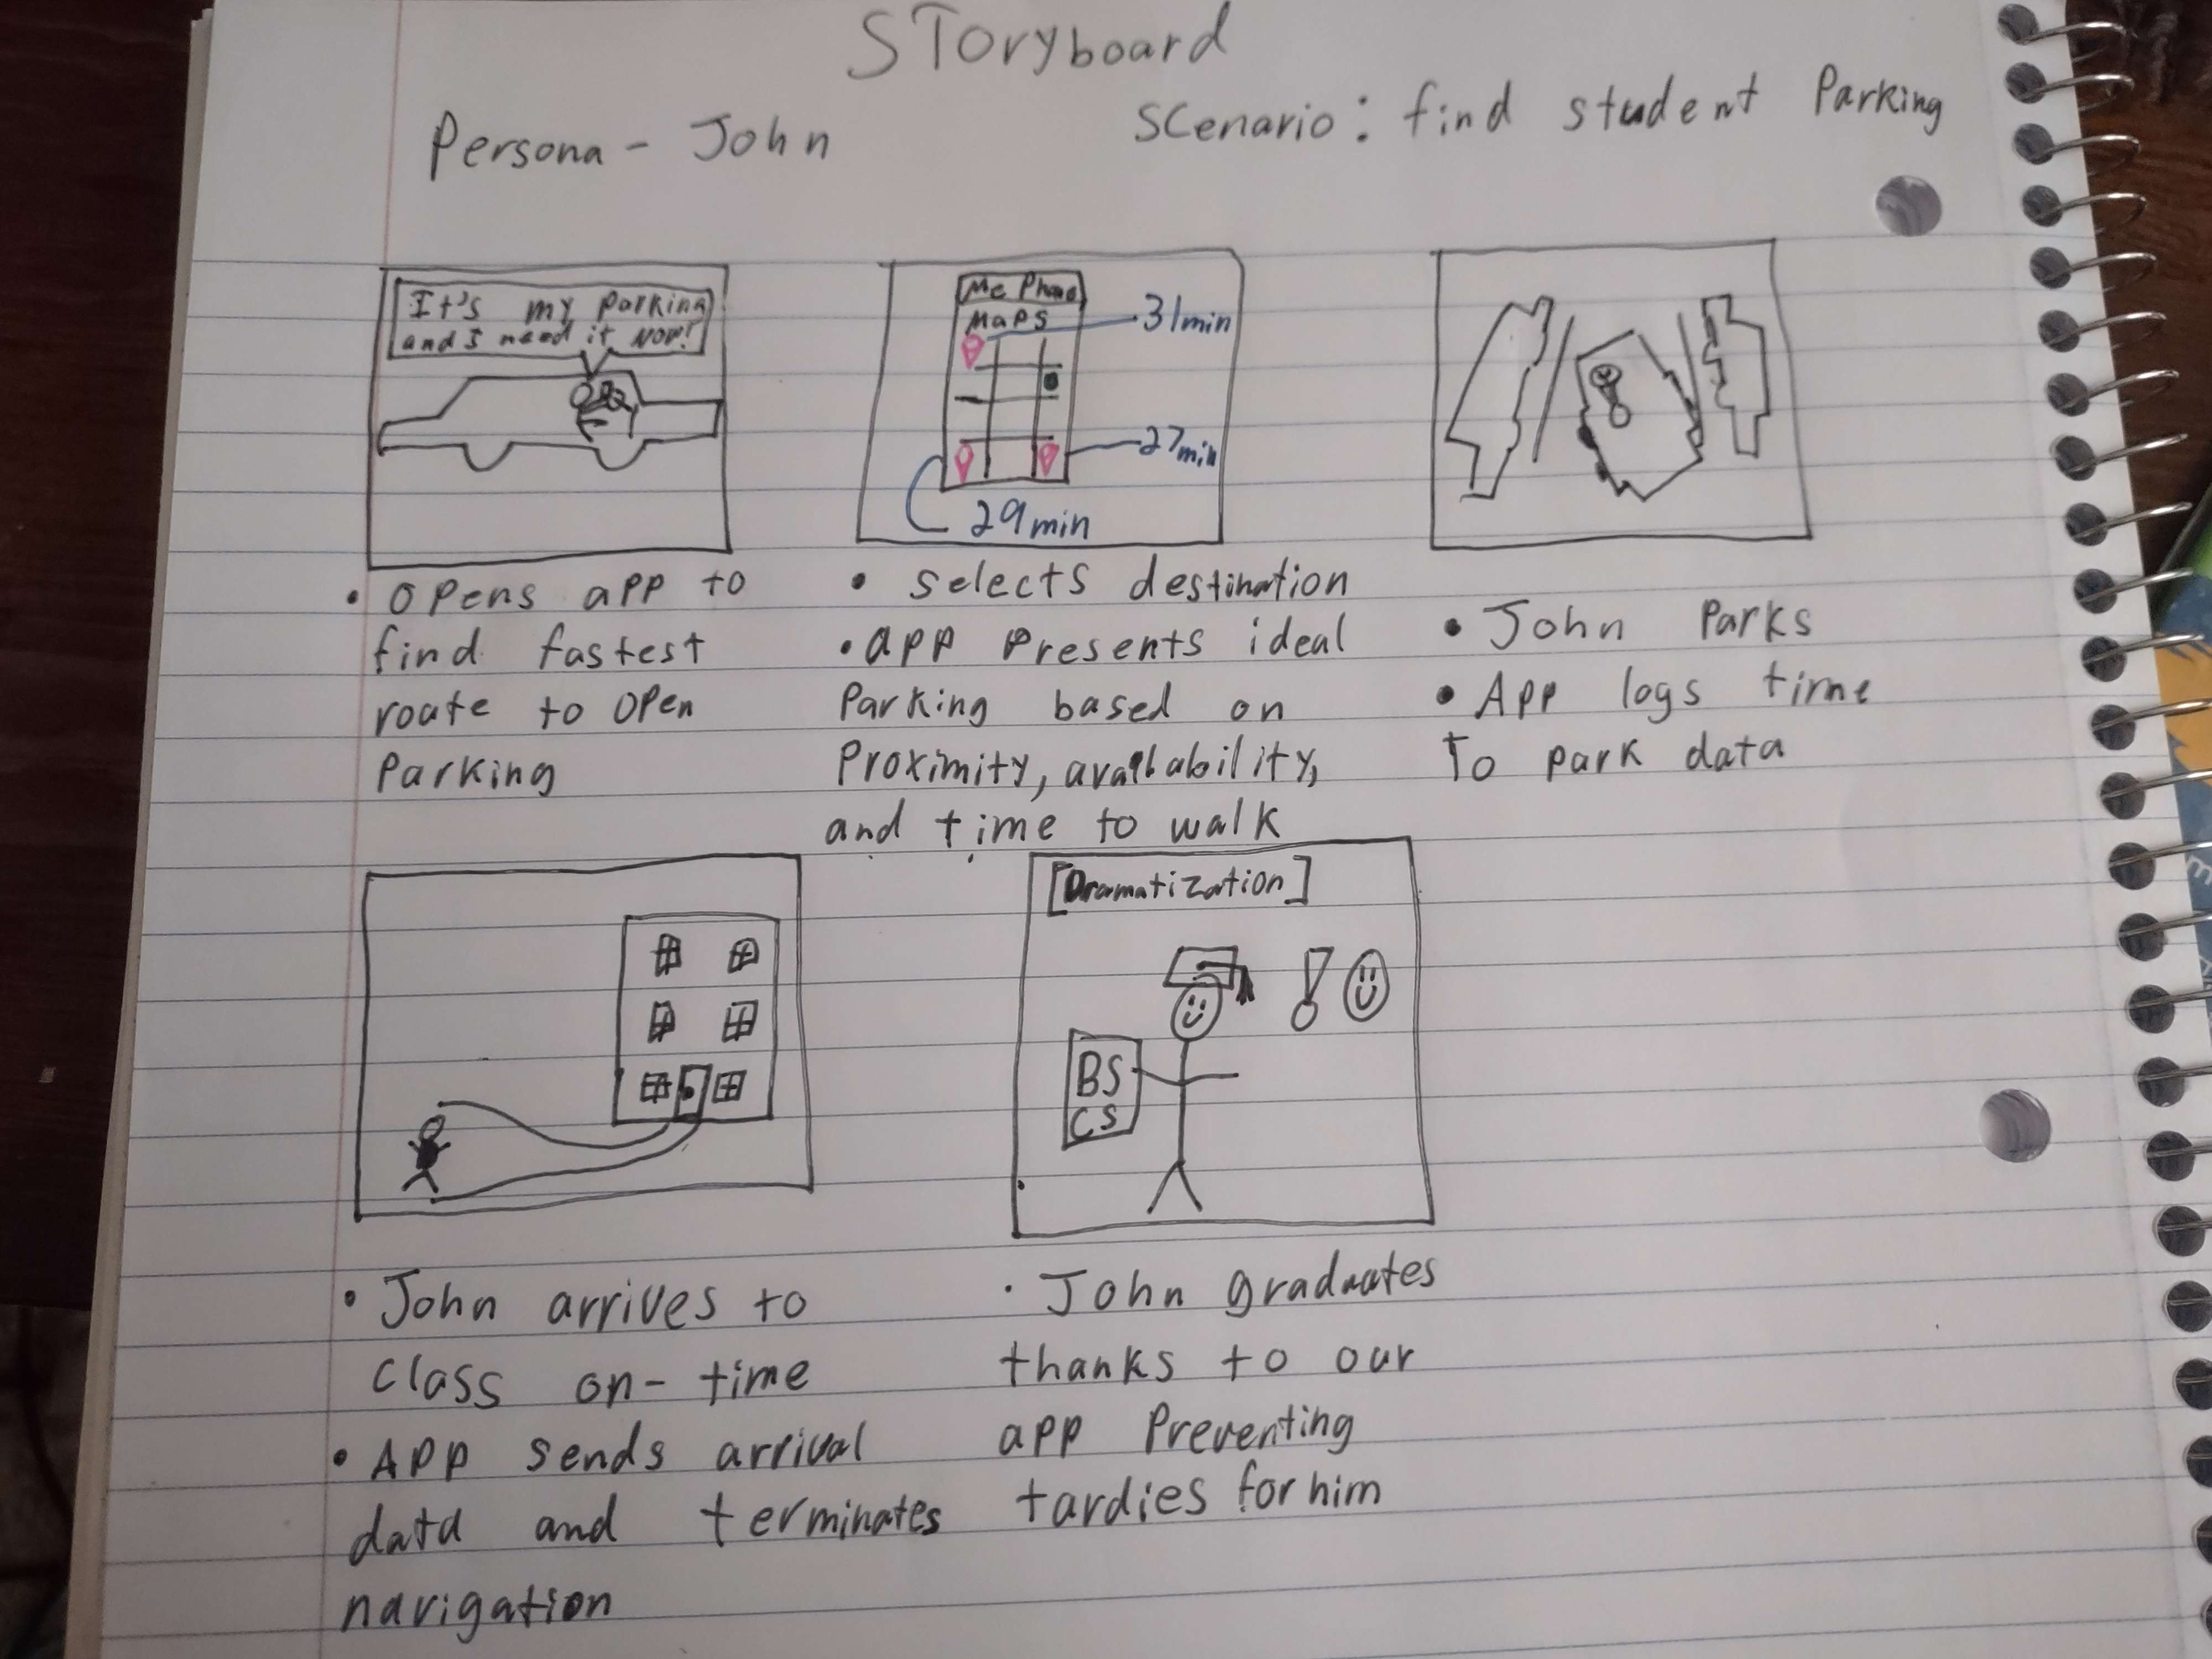 SToryboard
Persona - John
Scenario: find student Parking
It's my parking
and I need it NOW!
Me Phone
Maps
31min
27min
29min
• Opens app to
find fastest
route to open
Parking
• selects destination
• app presents ideal
Parking based on
Proximity, availability,
and time to walk
• John Parks
• App logs time
To park data
[Dramatization]
BS
CS
• John arrives to
class on-time
• App sends arrival
data and terminates
navigation
• John graduates
thanks to our
app Preventing
tardies for him